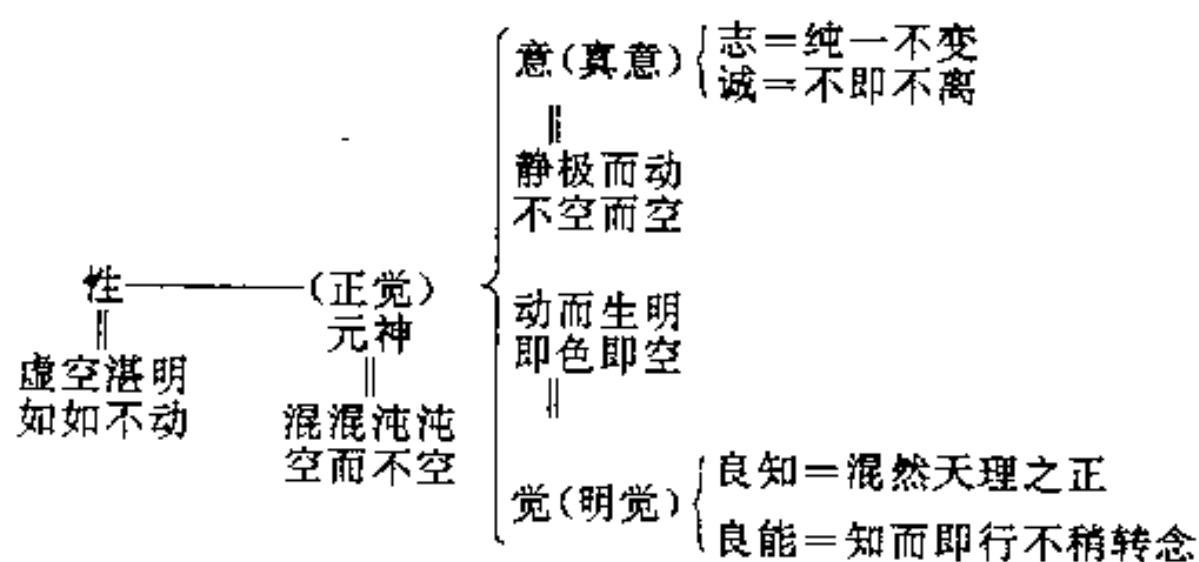 意(真意)
志=纯一不变
诚=不即不离
静极而动
不空而空
性
(正觉)
元神
虚空湛明
如如不动
混混沌沌
空而不空
动而生明
即色即空
觉(明觉)
良知=混然天理之正
良能=知而即行不稍转念